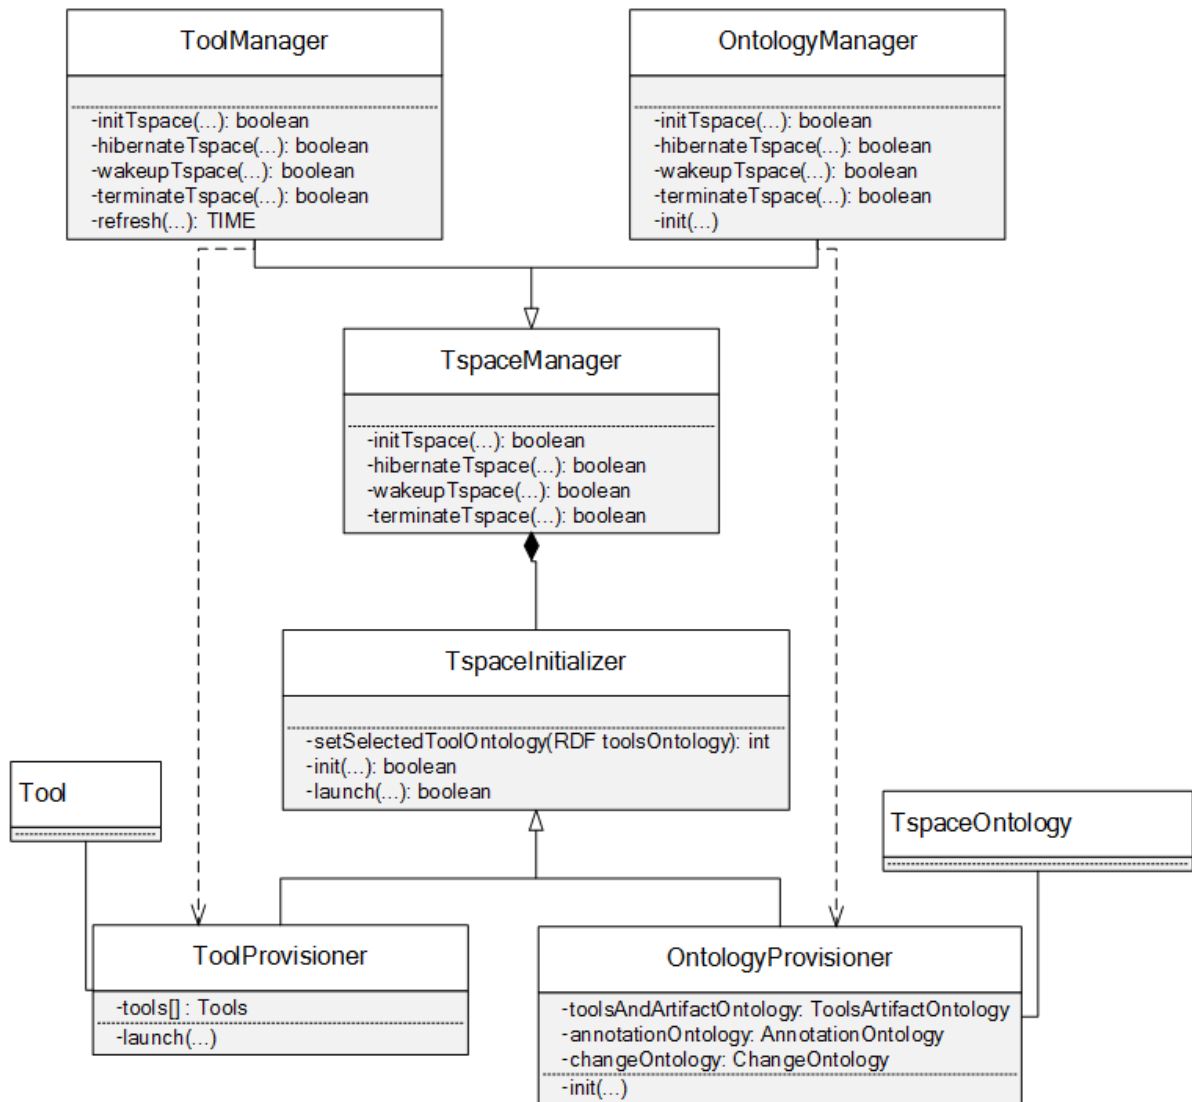 ToolManager
-initTspace(...): boolean
-hibernateTspace(...): boolean
-wakeupTspace(...): boolean
-terminateTspace(...): boolean
-refresh(...): TIME
OntologyManager
-initTspace(...): boolean
-hibernateTspace(...): boolean
-wakeupTspace(...): boolean
-terminateTspace(...): boolean
-init(...)
TspaceManager
-initTspace(...): boolean
-hibernateTspace(...): boolean
-wakeupTspace(...): boolean
-terminateTspace(...): boolean
TspaceInitializer
-setSelectedToolOntology(RDF toolsOntology): int
-init(...): boolean
-launch(...): boolean
Tool
TspaceOntology
ToolProvisioner
-tools[] : Tools
-launch(...)
OntologyProvisioner
-toolsAndArtifactOntology: ToolsArtifactOntology
-annotationOntology: AnnotationOntology
-changeOntology: ChangeOntology
-init(...)